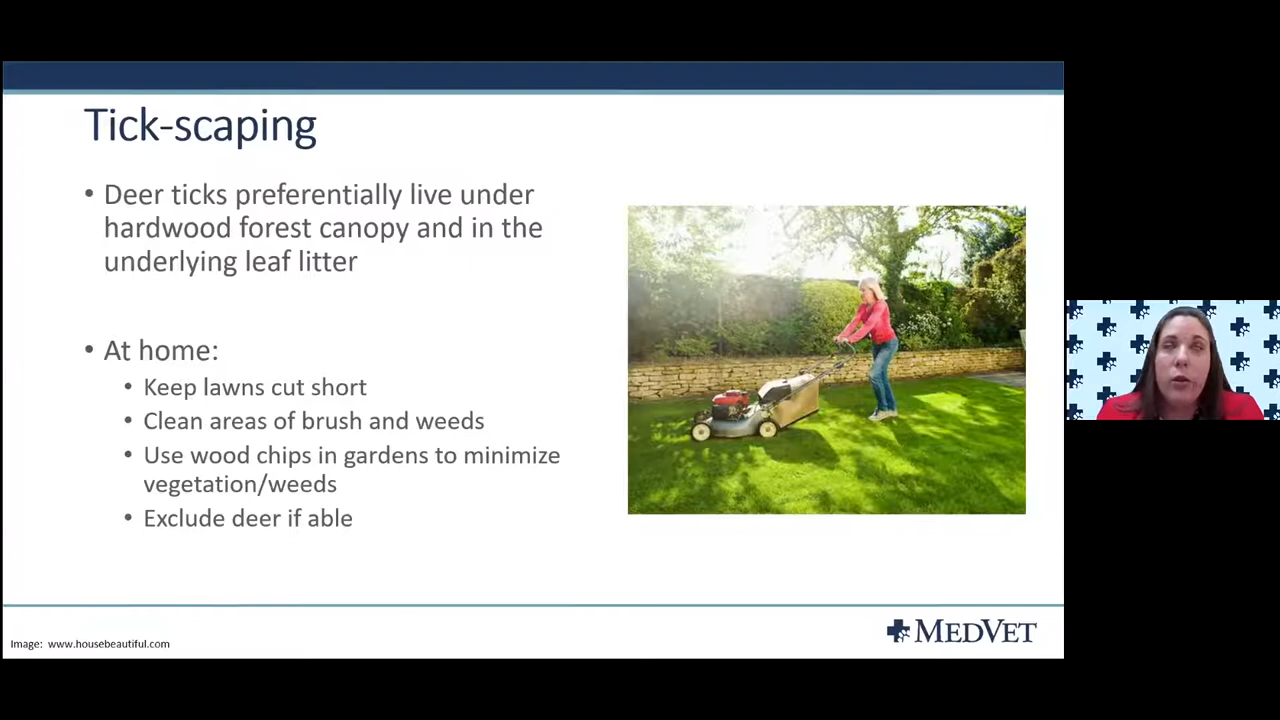 Tick-scaping
• Deer ticks preferentially live under
hardwood forest canopy and in the
underlying leaf litter
• At home:
• Keep lawns cut short
• Clean areas of brush and weeds
• Use wood chips in gardens to minimize
vegetation/weeds
• Exclude deer if able
Image: www.housebeautiful.com
MEDVET